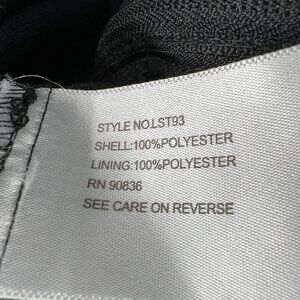 STYLE NO.LST93
SHELL:100%POLYESTER
LINING:100%POLYESTER
RN 90836
SEE CARE ON REVERSE